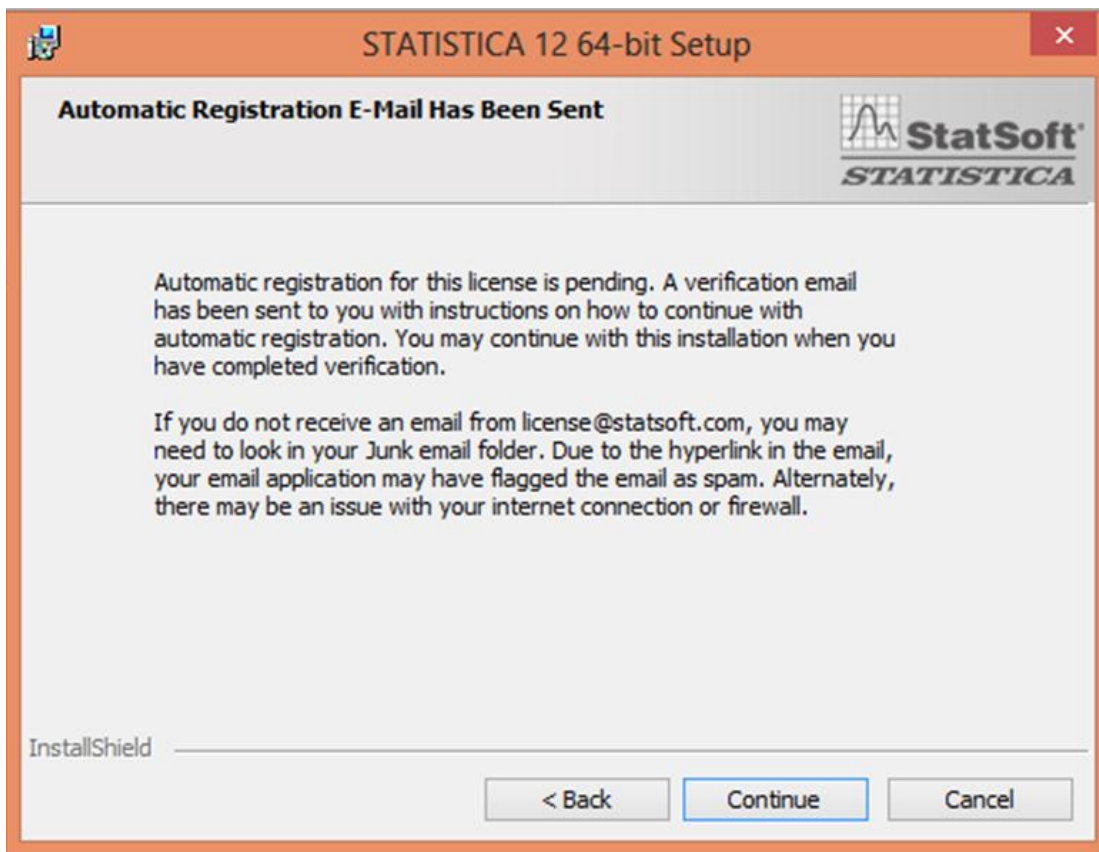 STATISTICA 12 64-bit Setup
Automatic Registration E-Mail Has Been Sent
StatSoft®
STATISTICA
Automatic registration for this license is pending. A verification email
has been sent to you with instructions on how to continue with
automatic registration. You may continue with this installation when you
have completed verification.
If you do not receive an email from license@statsoft.com, you may
need to look in your Junk email folder. Due to the hyperlink in the email,
your email application may have flagged the email as spam. Alternately,
there may be an issue with your internet connection or firewall.
InstallShield
< Back
Continue
Cancel